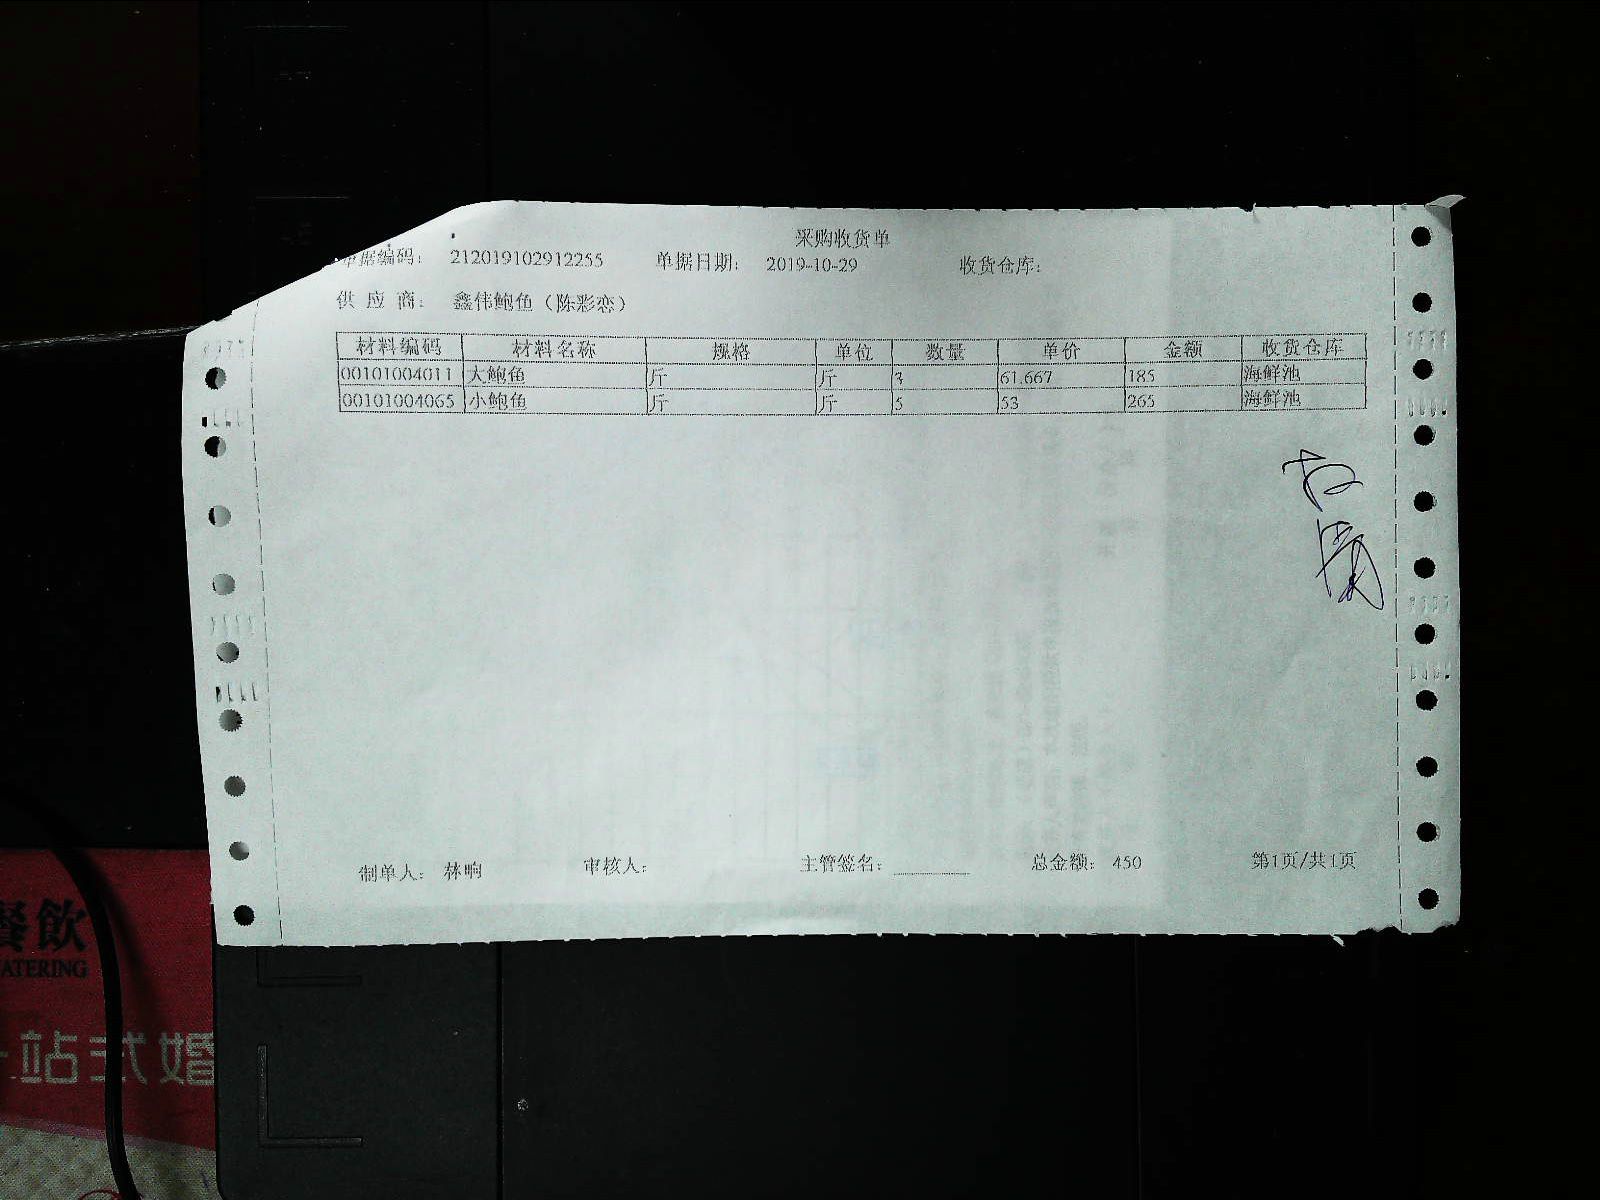 采购收货单
单据编码: 212019102912255 单据日期: 2019-10-29 收货仓库:
供 应 商: 鑫伟鲍鱼（陈彩恋）
材料编码 材料名称 规格 单位 数量 单价 金额 收货仓库
00101004011 大鲍鱼 斤 斤 3 61.667 185 海鲜池
00101004065 小鲍鱼 斤 斤 5 53 265 海鲜池
制单人: 林晌 审核人: 主管签名: 总金额: 450 第1页/共1页
餐飲
ATERING
站式婚